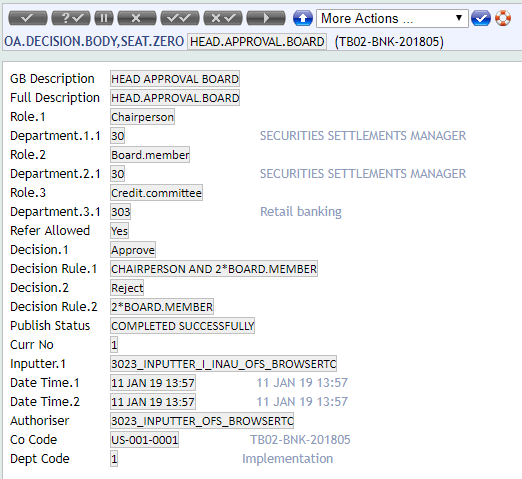 More Actions ...
OA.DECISION.BODY,SEAT.ZERO HEAD.APPROVAL.BOARD (TB02-BNK-201805)
GB Description HEAD APPROVAL BOARD
Full Description HEAD.APPROVAL.BOARD
Role.1 Chairperson
Department.1.1 30 SECURITIES SETTLEMENTS MANAGER
Role.2 Board.member
Department.2.1 30 SECURITIES SETTLEMENTS MANAGER
Role.3 Credit.committee
Department.3.1 303 Retail banking
Refer Allowed Yes
Decision.1 Approve
Decision Rule.1 CHAIRPERSON AND 2*BOARD.MEMBER
Decision.2 Reject
Decision Rule.2 2*BOARD.MEMBER
Publish Status COMPLETED SUCCESSFULLY
Curr No 1
Inputter.1 3023_INPUTTER_I_INAU_OFS_BROWSERTC
Date Time.1 11 JAN 19 13:57 11 JAN 19 13:57
Date Time.2 11 JAN 19 13:57 11 JAN 19 13:57
Authoriser 3023_INPUTTER_OFS_BROWSERTC
Co Code US-001-0001 TB02-BNK-201805
Dept Code 1 Implementation